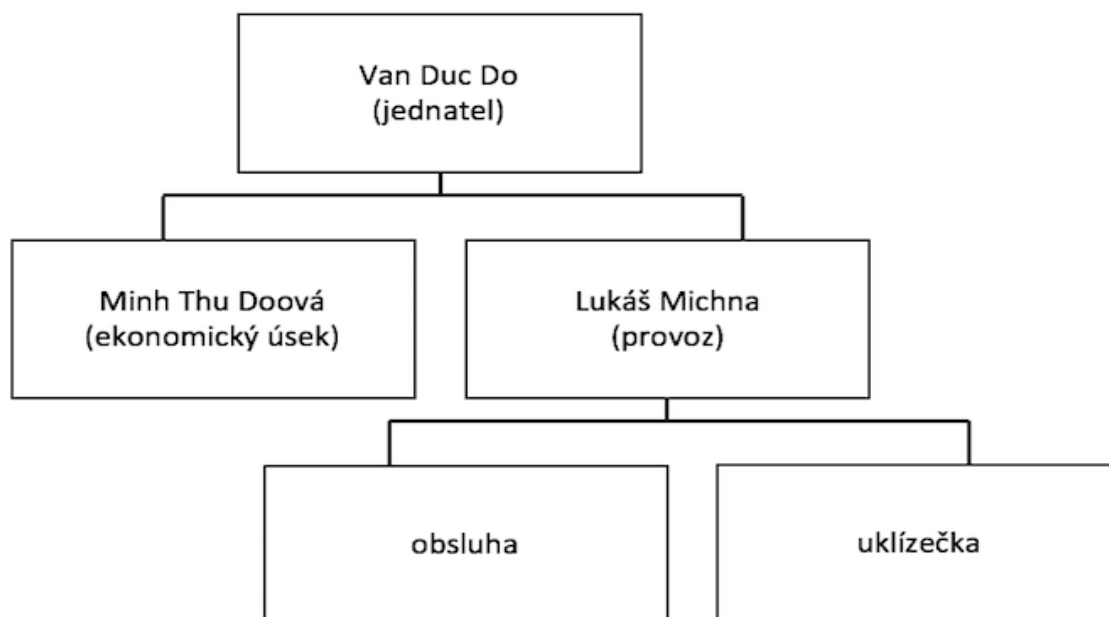 Van Duc Do
(jednatel)
Minh Thu Doová
(ekonomický úsek)
Lukáš Michna
(provoz)
obsluha
uklízečka